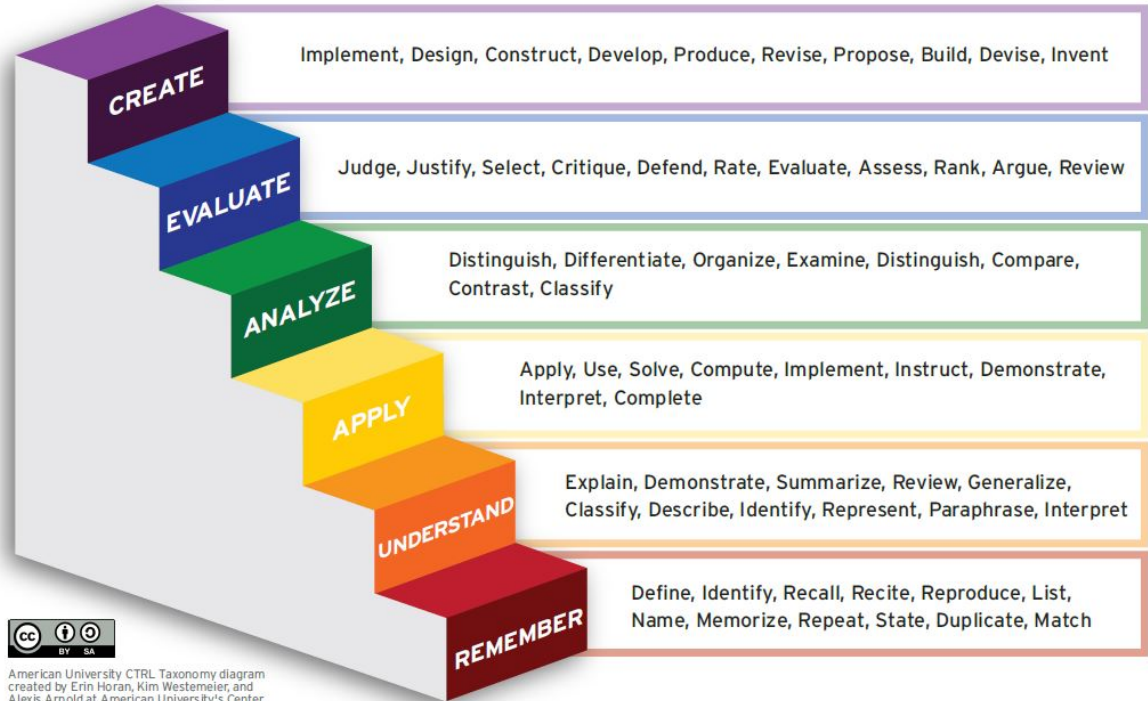 CREATE
Implement, Design, Construct, Develop, Produce, Revise, Propose, Build, Devise, Invent
EVALUATE
Judge, Justify, Select, Critique, Defend, Rate, Evaluate, Assess, Rank, Argue, Review
ANALYZE
Distinguish, Differentiate, Organize, Examine, Distinguish, Compare,
Contrast, Classify
APPLY
Apply, Use, Solve, Compute, Implement, Instruct, Demonstrate,
Interpret, Complete
UNDERSTAND
Explain, Demonstrate, Summarize, Review, Generalize,
Classify, Describe, Identify, Represent, Paraphrase, Interpret
REMEMBER
Define, Identify, Recall, Recite, Reproduce, List,
Name, Memorize, Repeat, State, Duplicate, Match
cc
BY SA
American University CTRL Taxonomy diagram
created by Erin Horan, Kim Westemeier, and
Alexis Arnold at American University's Center